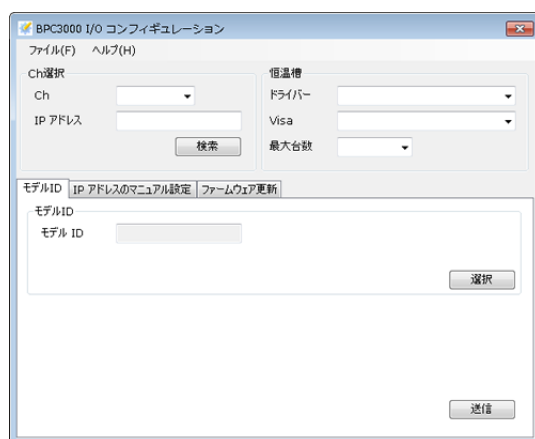 BPC3000 I/O コンフィギュレーション
ファイル(F) ヘルプ(H)
Ch選択
Ch
IP アドレス
検索
恒温槽
ドライバー
Visa
最大台数
モデルID IP アドレスのマニュアル設定 ファームウェア更新
モデルID
モデル ID
選択
送信